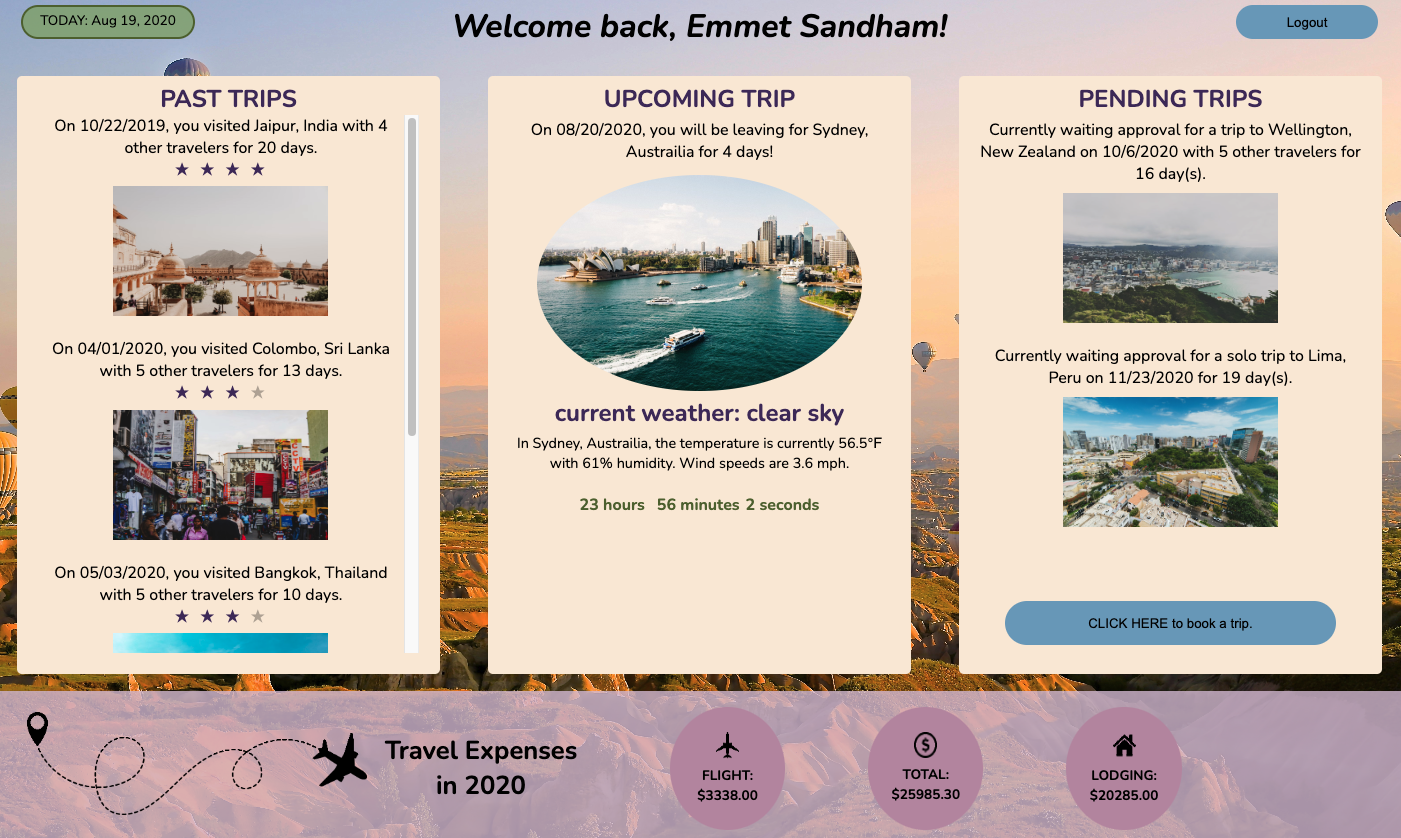 TODAY: Aug 19, 2020
Welcome back, Emmet Sandham!
Logout
PAST TRIPS
On 10/22/2019, you visited Jaipur, India with 4
other travelers for 20 days.
★ ★ ★ ★
On 04/01/2020, you visited Colombo, Sri Lanka
with 5 other travelers for 13 days.
★ ★ ★ ★
On 05/03/2020, you visited Bangkok, Thailand
with 5 other travelers for 10 days.
★ ★ ★ ★
UPCOMING TRIP
On 08/20/2020, you will be leaving for Sydney,
Austrailia for 4 days!
current weather: clear sky
In Sydney, Austrailia, the temperature is currently 56.5°F
with 61% humidity. Wind speeds are 3.6 mph.
23 hours 56 minutes 2 seconds
PENDING TRIPS
Currently waiting approval for a trip to Wellington,
New Zealand on 10/6/2020 with 5 other travelers for
16 day(s).
Currently waiting approval for a solo trip to Lima,
Peru on 11/23/2020 for 19 day(s).
CLICK HERE to book a trip.
Travel Expenses
in 2020
FLIGHT:
$3338.00
$
TOTAL:
$25985.30
LODGING:
$20285.00